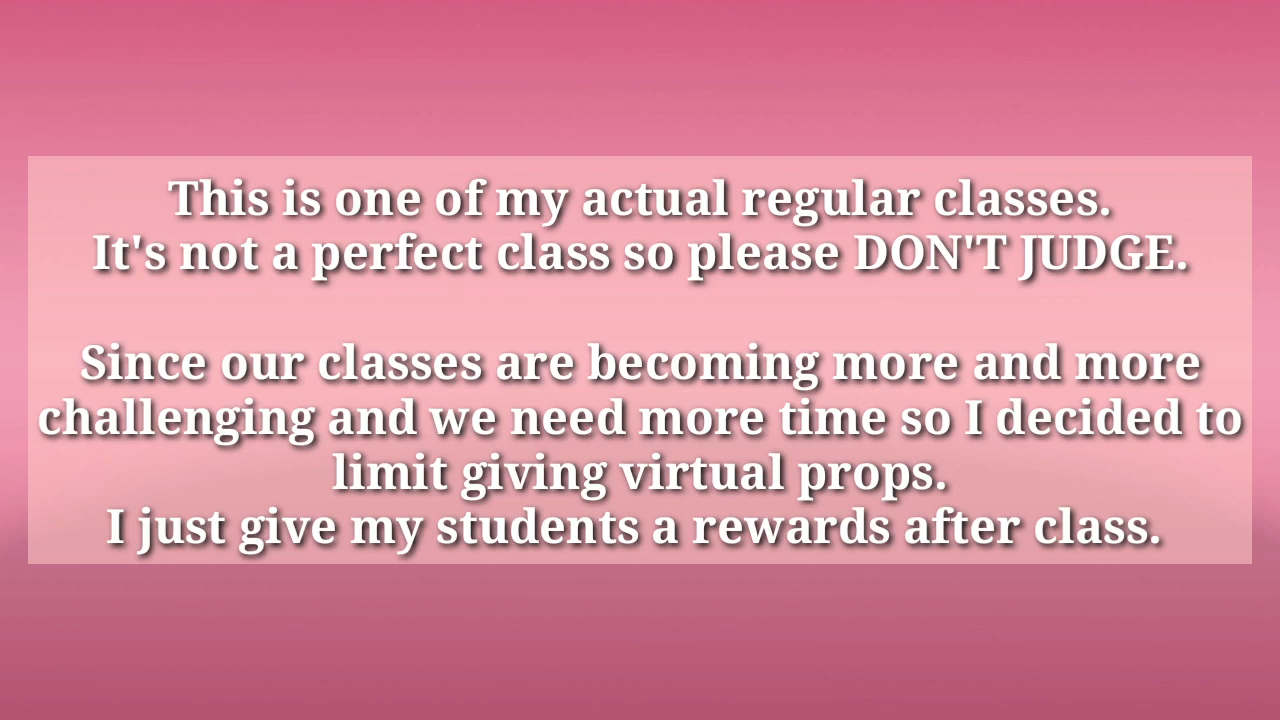 This is one of my actual regular classes.
It's not a perfect class so please DON'T JUDGE.
Since our classes are becoming more and more
challenging and we need more time so I decided to
limit giving virtual props.
I just give my students a rewards after class.